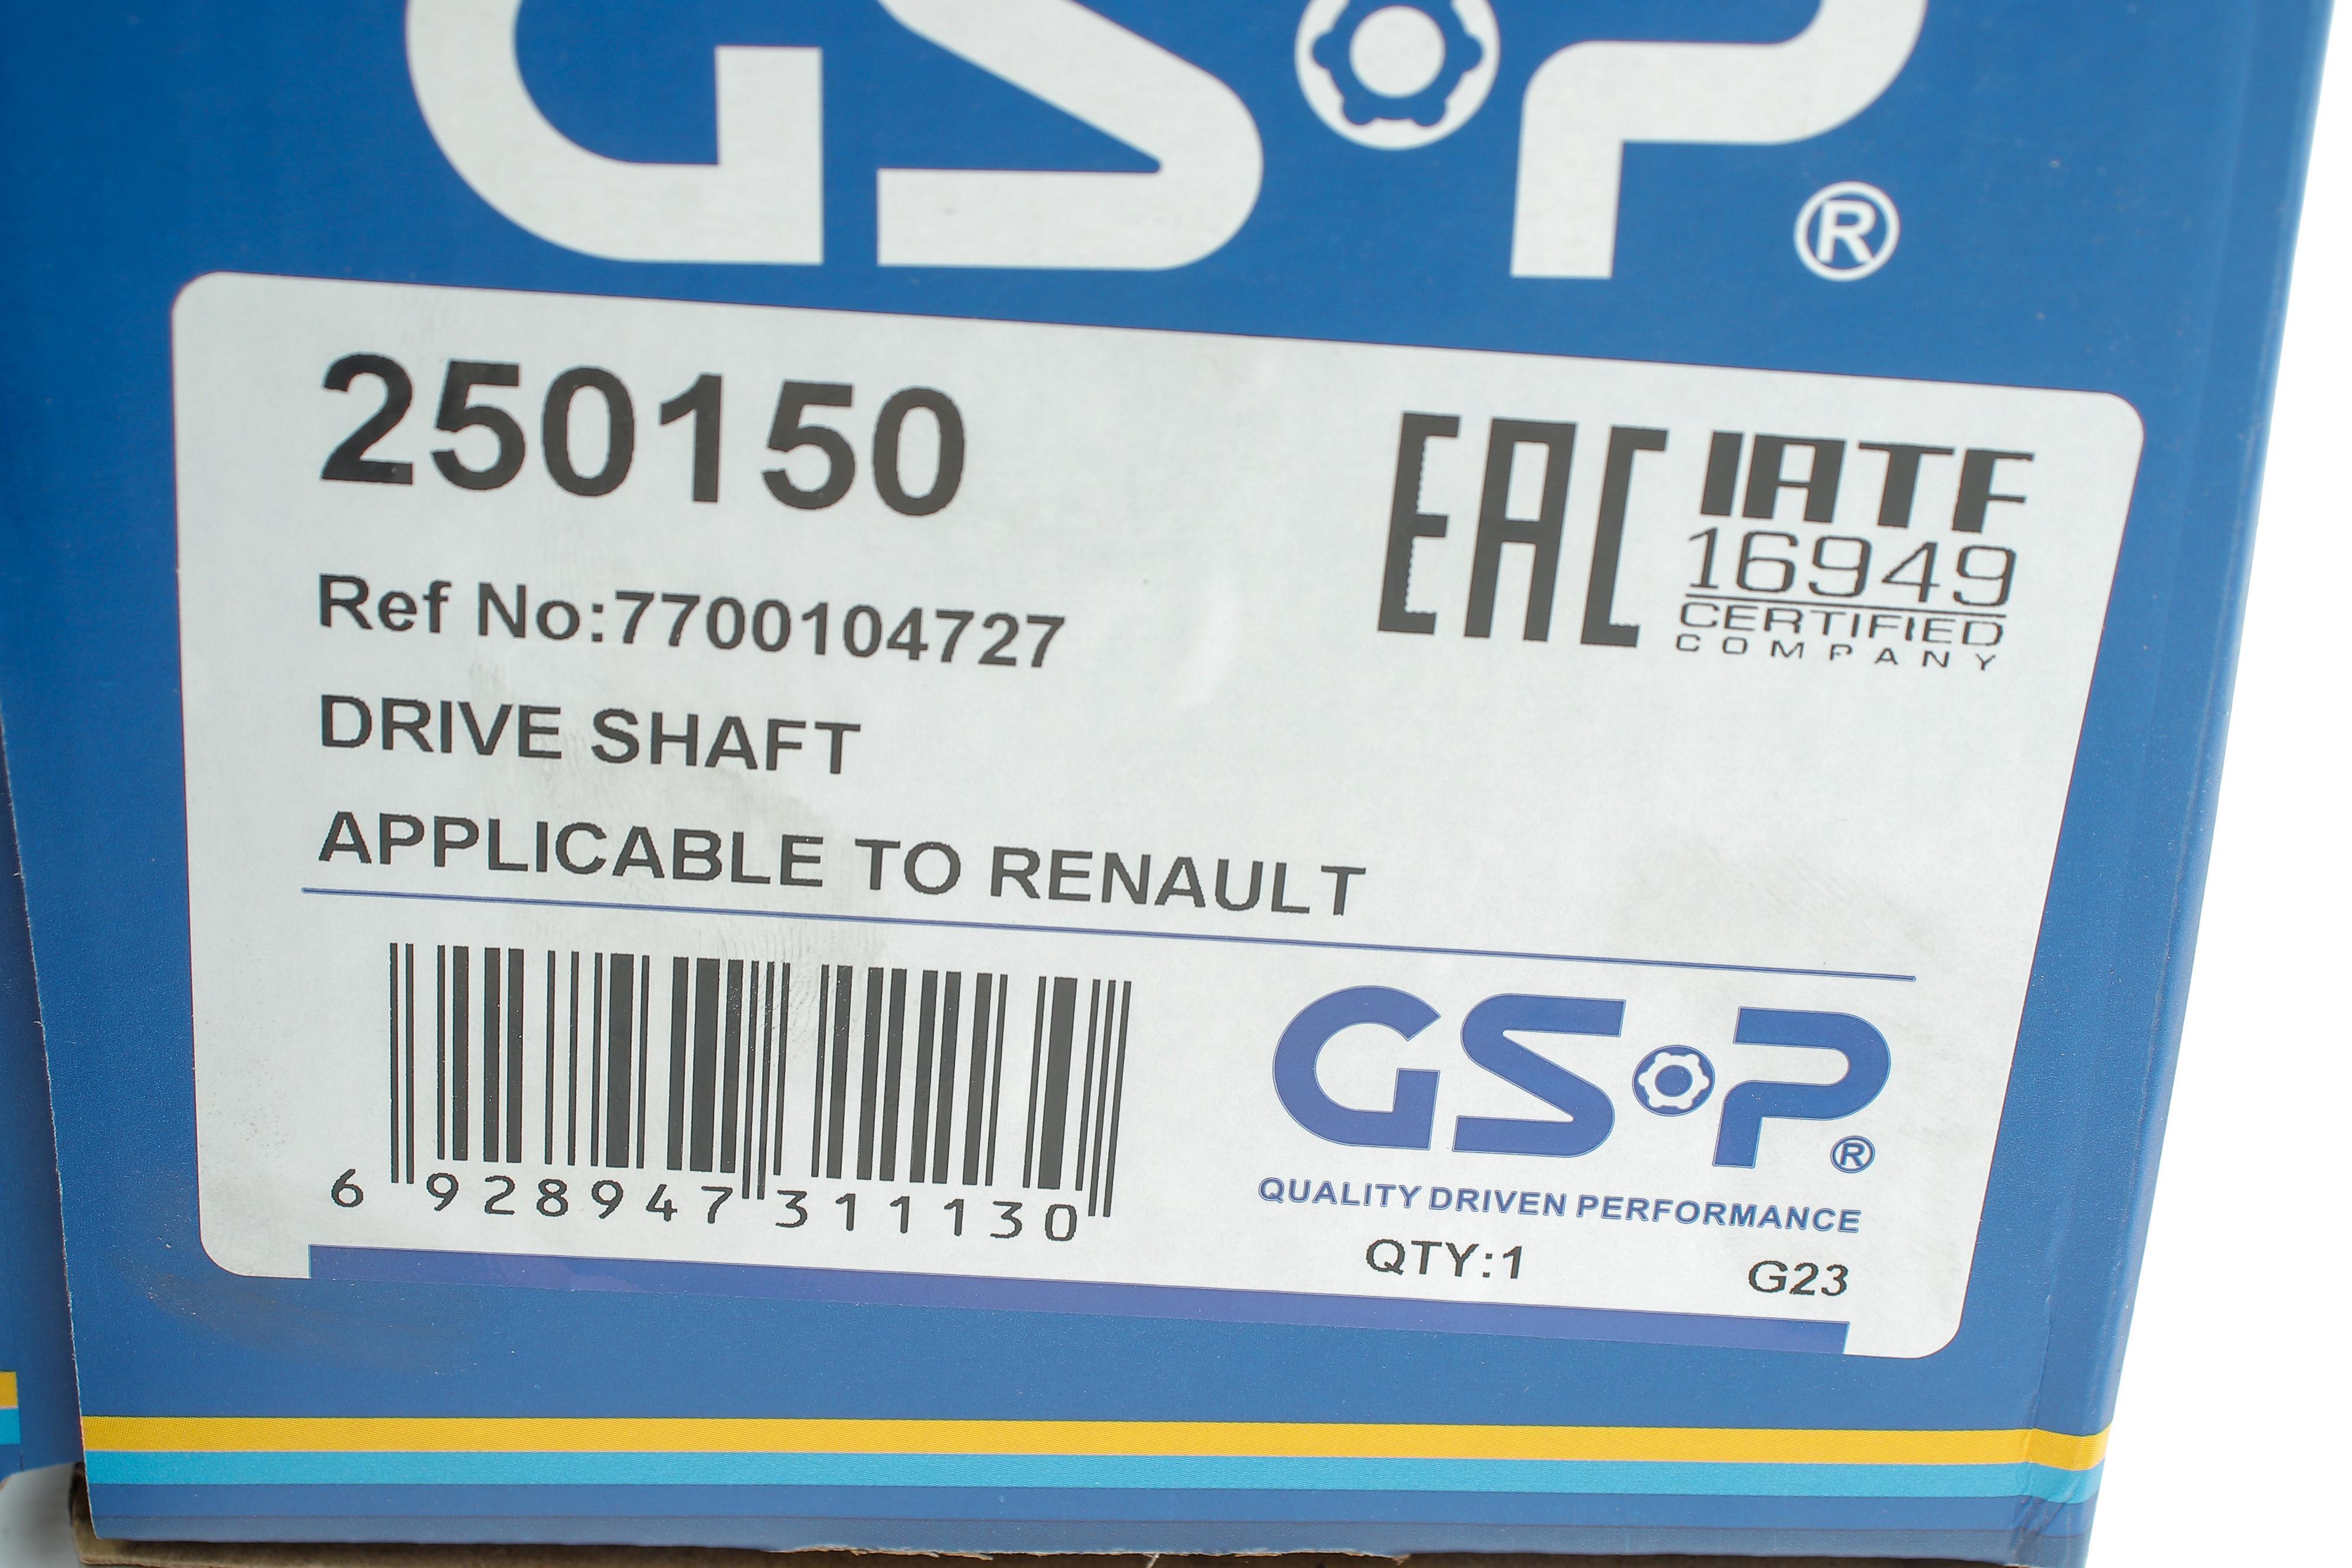 GSP®
250150
EAC
IATF
16949
CERTIFIED
COMPANY
Ref No:7700104727
DRIVE SHAFT
APPLICABLE TO RENAULT
6 928947 311130
GSP®
QUALITY DRIVEN PERFORMANCE
QTY:1 G23